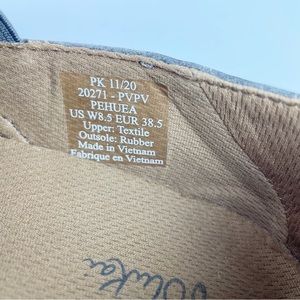 PK 11/20
20271 - PVPV
PEHUEA
US W8.5 EUR 38.5
Upper: Textile
Outsole: Rubber
Made in Vietnam
Fabrique en Vietnam
OluKai